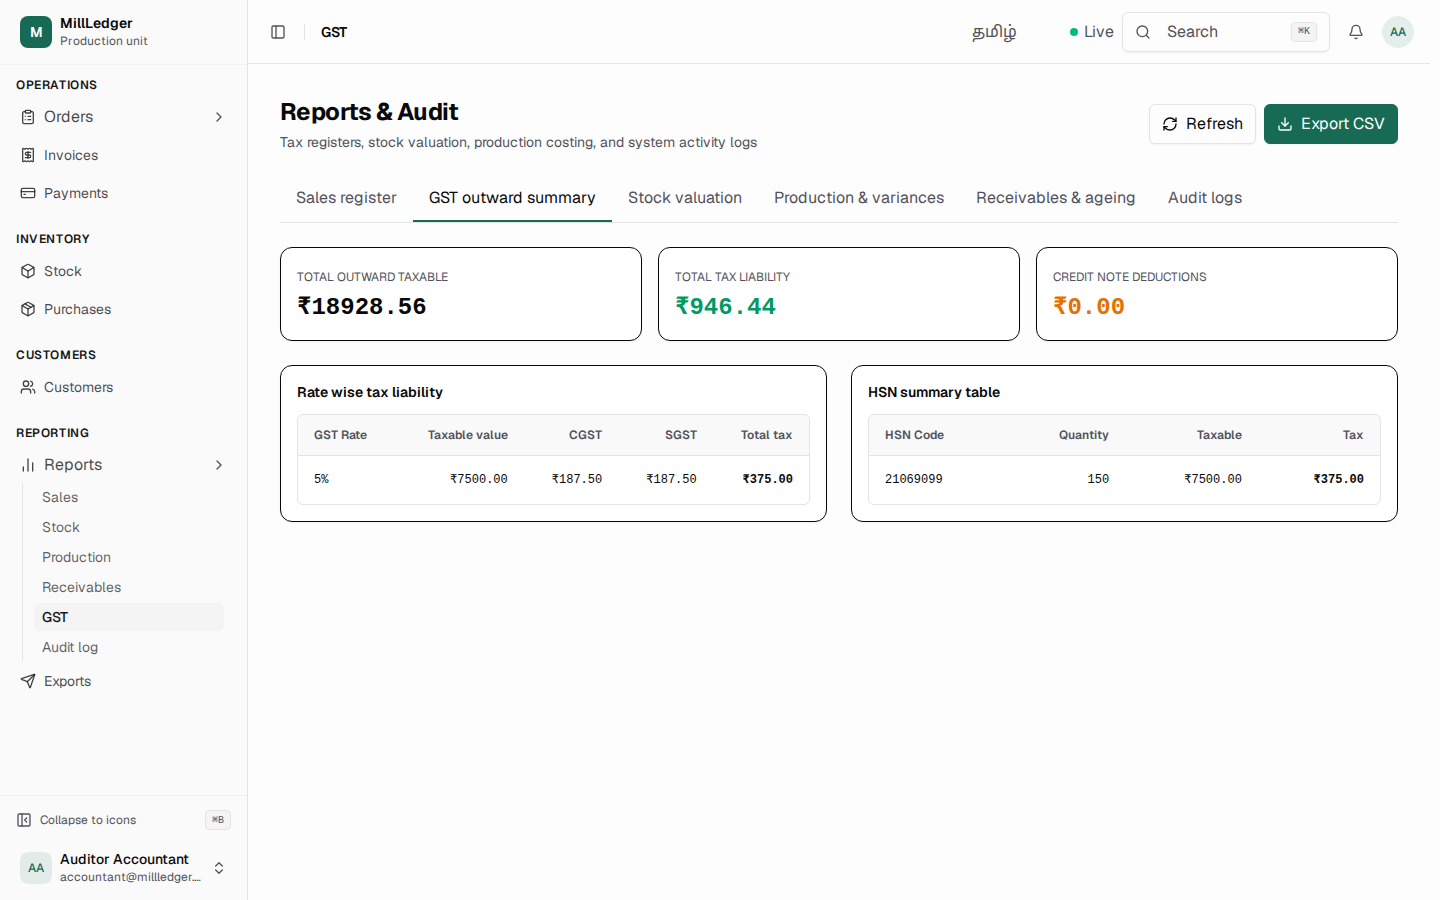 M
MillLedger
Production unit
OPERATIONS
Orders
Invoices
Payments
INVENTORY
Stock
Purchases
CUSTOMERS
Customers
REPORTING
Reports
Sales
Stock
Production
Receivables
GST
Audit log
Exports
Collapse to icons ⌘B
AA
Auditor Accountant
accountant@millledger....
GST
தமிழ்
Live
Search ⌘K
AA
Reports & Audit
Tax registers, stock valuation, production costing, and system activity logs
Refresh
Export CSV
Sales register GST outward summary Stock valuation Production & variances Receivables & ageing Audit logs
TOTAL OUTWARD TAXABLE
₹18928.56
TOTAL TAX LIABILITY
₹946.44
CREDIT NOTE DEDUCTIONS
₹0.00
Rate wise tax liability
GST Rate Taxable value CGST SGST Total tax
5% ₹7500.00 ₹187.50 ₹187.50 ₹375.00
HSN summary table
HSN Code Quantity Taxable Tax
21069099 150 ₹7500.00 ₹375.00